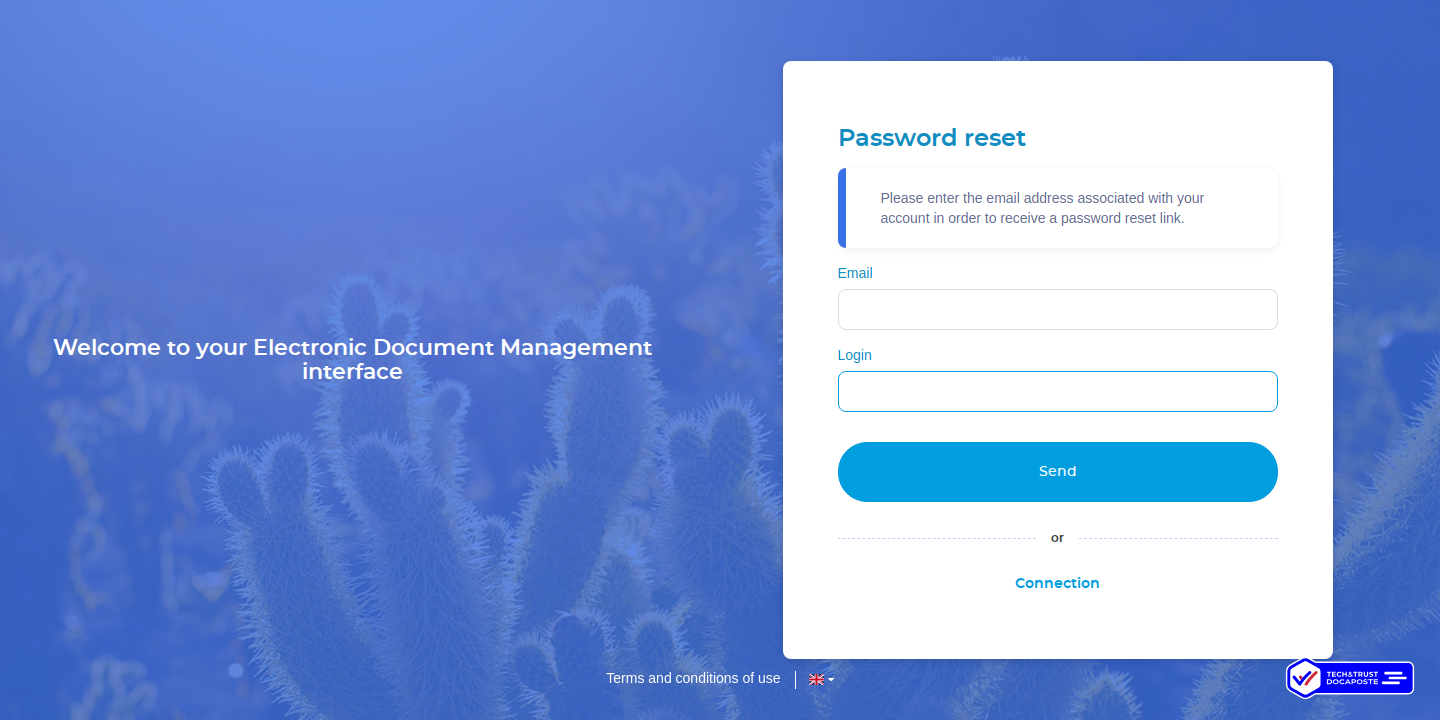 Password reset
Please enter the email address associated with your
account in order to receive a password reset link.
Email
Welcome to your Electronic Document Management
interface
Login
Send
or
Connection
Terms and conditions of use
TECH&TRUST
DOCAPOSTE